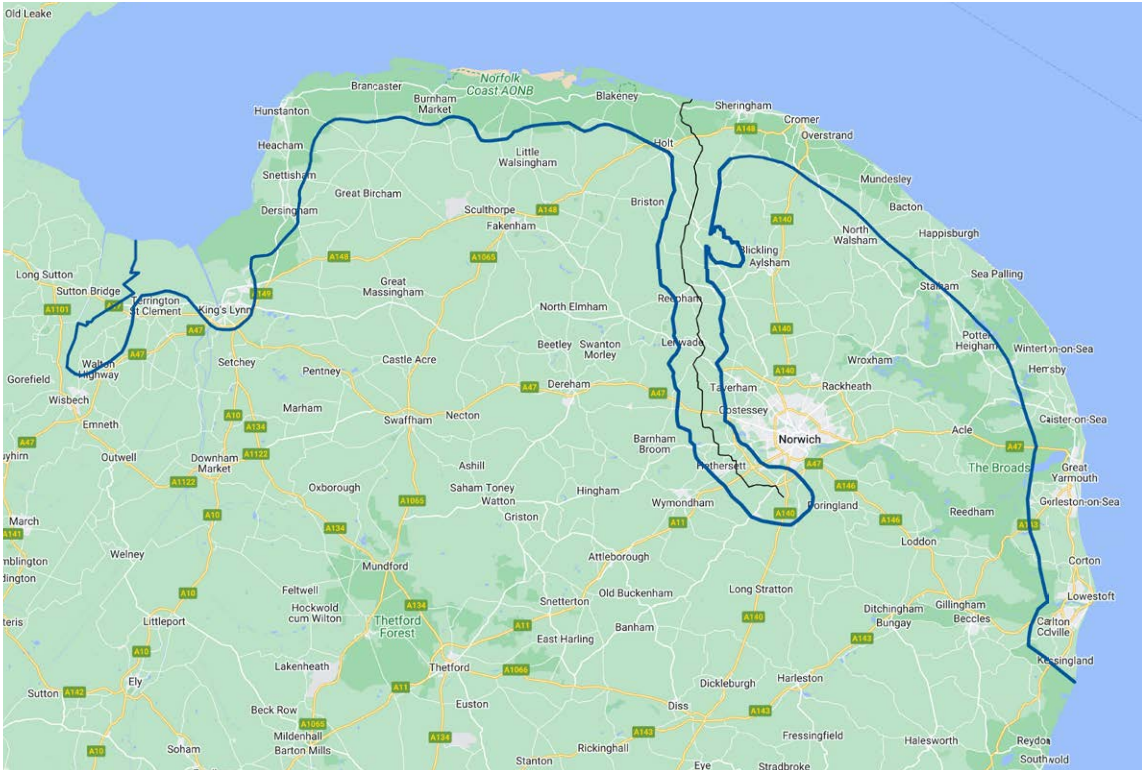 Old Leake
Norfolk
Coast AONB
Brancaster
Burnham
Market
Blakeney
Sheringham
Hunstanton
Cromer
A148
Overstrand
Heacham
Holt
Little
Walsingham
Snettisham
Mundesley
Great Bircham
Briston
Bacton
Dersingham
Sculthorpe
A148
Fakenham
North
Walsham
Happisburgh
A140
Blickling
Aylsham
A148
A1065
Long Sutton
Sea Palling
Sutton Bridge
Great
Massingham
Stalham
A1101
Terrington
St Clement
King's Lynn
A149
Reepham
North Elmham
A47
A140
Potter
Heigham
Lenwade
Winterton-on-Sea
Beetley
Swanton
Morley
A47
Setchey
Castle Acre
Wroxham
Hemsby
Walton
Highway
Pentney
A140
Gorefield
Taverham
Rackheath
Wisbech
Dereham
A47
A47
Marham
Necton
Costessey
Caister-on-Sea
A10
Swaffham
Emneth
A134
Norwich
Acle
A47
Barnham
Broom
A47
Outwell
Downham
Market
A1122
Ashill
Hethersett
A47
The Broads
Great
Yarmouth
A1122
Oxborough
A1065
Saham Toney
Watton
Hingham
Wymondham
A146
Gorleston-on-Sea
Poringland
A140
A10
Griston
A11
A146
Reedham
A143
March
A141
A134
Loddon
Welney
Attleborough
Corton
Mundford
Feltwell
A10
Old Buckenham
Long Stratton
Lowestoft
Snetterton
A134
Hockwold
cum Wilton
Ditchingham
Bungay
Gillingham
Beccles
Littleport
Thetford
Forest
A11
Banham
A140
Carlton
Colville
East Harling
A143
A10
Lakenheath
Thetford
A1066
Kessingland
Ely
Sutton
A142
A11
Dickleburgh
Harleston
Beck Row
Euston
Diss
A143
A1065
Mildenhall
A143
Fressingfield
Halesworth
Reydon
A10
Soham
Barton Mills
A134
Rickinghall
Stanton
Eye
Stradbroke
Southwold